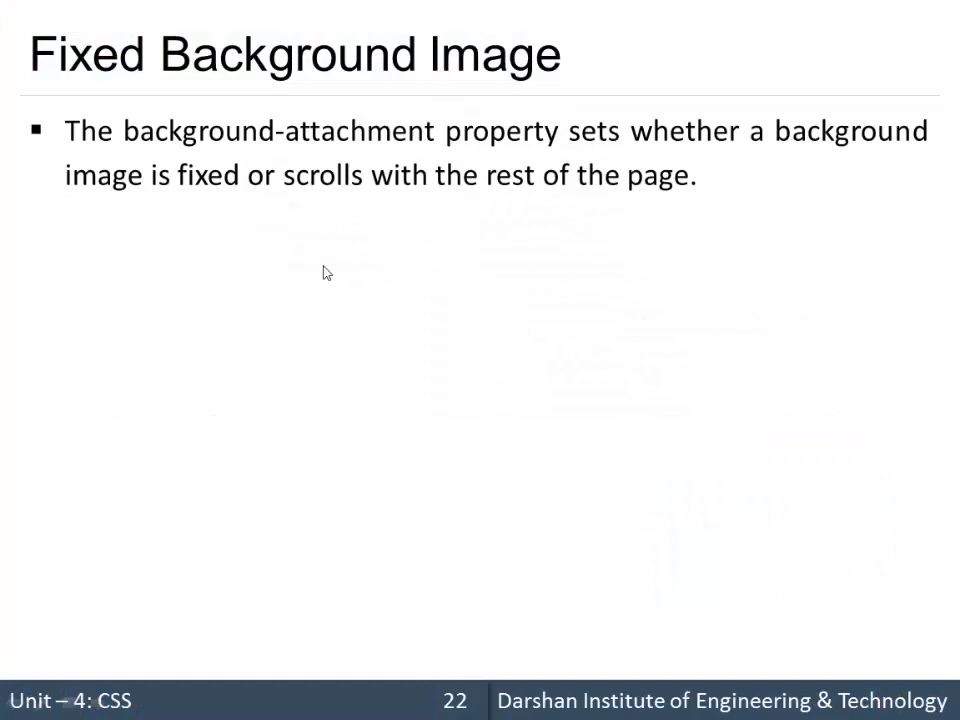 Fixed Background Image
▪ The background-attachment property sets whether a background
image is fixed or scrolls with the rest of the page.
Unit – 4: CSS 22 Darshan Institute of Engineering & Technology